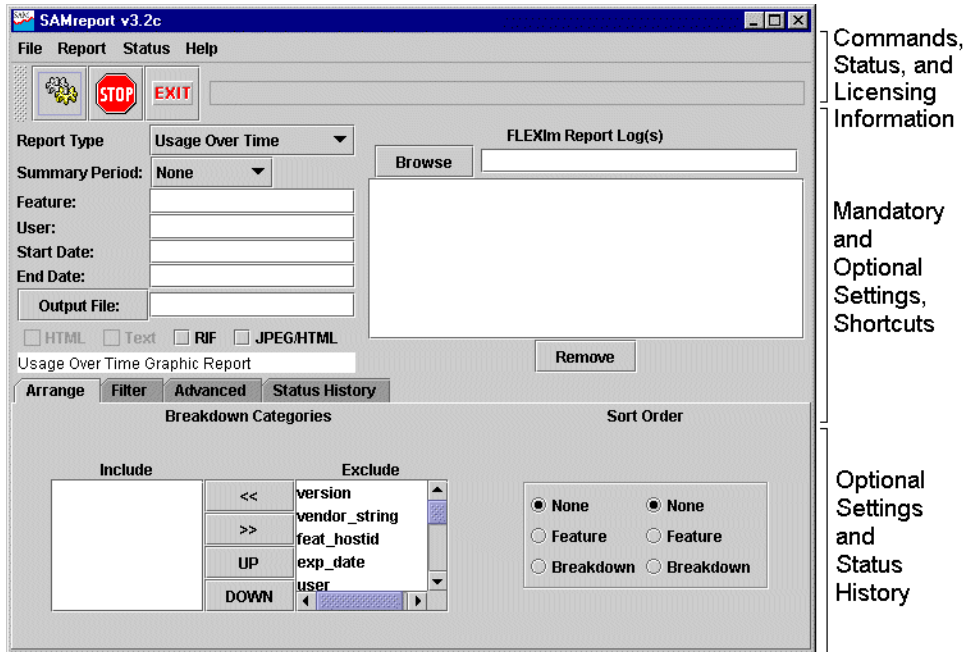 SAMreport v3.2c
File Report Status Help
STOP
EXIT
Report Type
Usage Over Time
Summary Period:
None
Feature:
User:
Start Date:
End Date:
Output File:
HTML
Text
RIF
JPEG/HTML
Usage Over Time Graphic Report
FLEXlm Report Log(s)
Browse
Remove
Arrange
Filter
Advanced
Status History
Breakdown Categories
Include
Exclude
<<
>>
UP
DOWN
version
vendor_string
feat_hostid
exp_date
user
Sort Order
None
Feature
Breakdown
None
Feature
Breakdown
Commands,
Status, and
Licensing
Information
Mandatory
and
Optional
Settings,
Shortcuts
Optional
Settings
and
Status
History